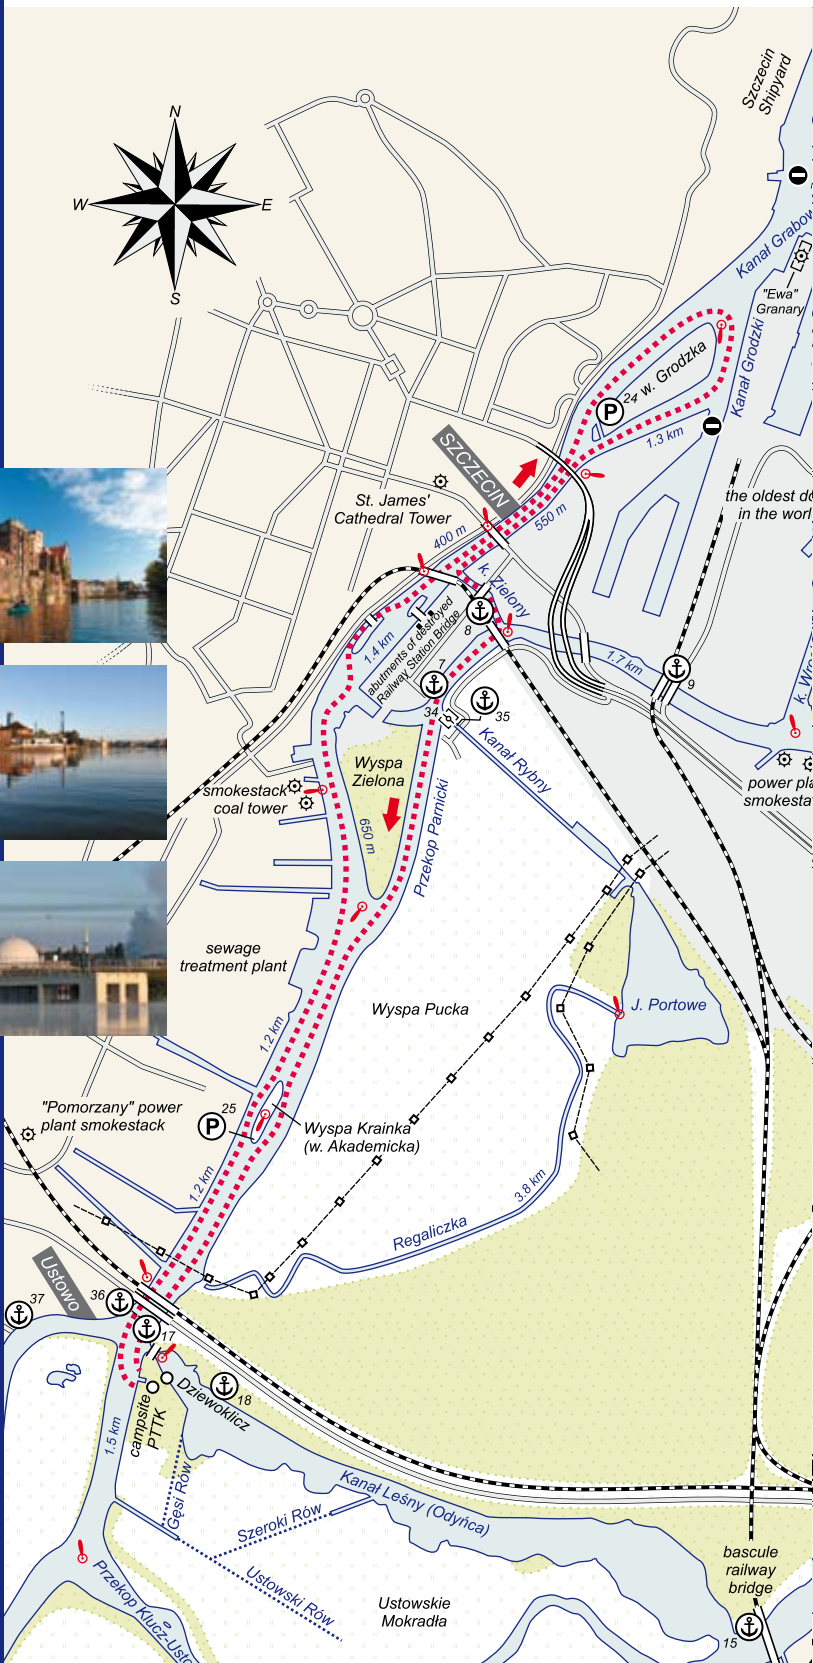 N
W
E
S
Szczecin
Shipyard
Kanał Grabow
"Ewa"
Granary
Kanał Grodzki
24
w. Grodzka
P
1.3 km
SZCZECIN
St. James'
Cathedral Tower
400 m
550 m
the oldest
in the
k. Zielony
8
1.4 km
abutments of destroyed
Railway Station Bridge
7
1.7 km
9
34
35
Kanał Rybny
Wyspa
Zielona
650 m
Przekop Parnicki
smokestack
coal tower
power
sewage
treatment plant
Wyspa Pucka
J. Portowe
1.2 km
"Pomorzany" power
plant smokestack
25
P
Wyspa Krainka
(w. Akademicka)
1.2 km
3.8 km
Regaliczka
Ustowo
37
36
17
18
Dziewoklicz
campsite
PTTK
1.5 km
Gęsi Rów
Szeroki Rów
Kanał Leśny (Odyńca)
Ustowski Rów
Ustowskie
Mokradła
Przekop Klucz-Usto
bascule
railway
bridge
15